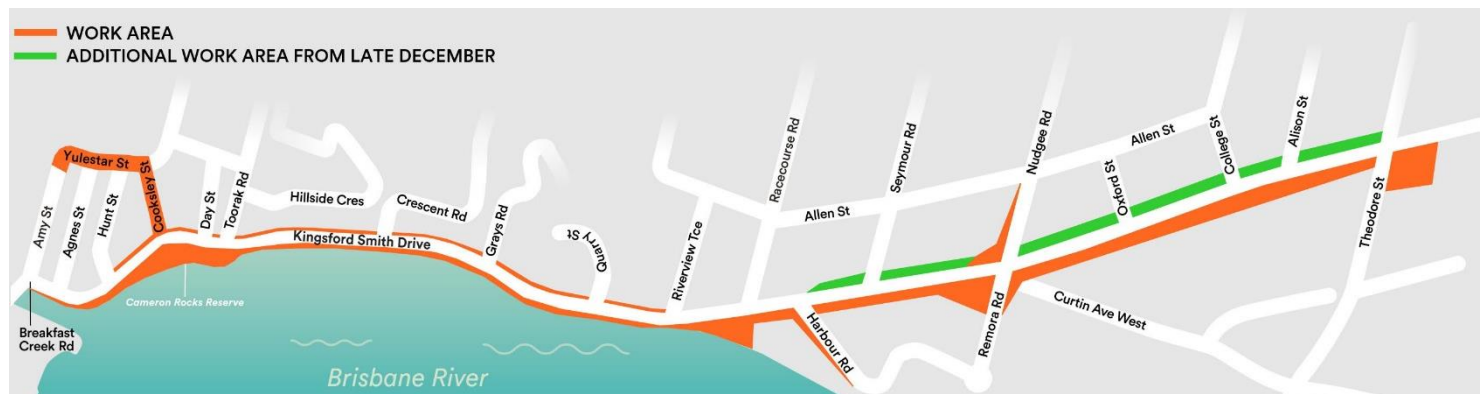 WORK AREA
ADDITIONAL WORK AREA FROM LATE DECEMBER
Yulestar St
Cooksley St
Amy St
Agnes St
Hunt St
Day St
Toorak Rd
Hillside Cres
Crescent Rd
Grays Rd
Quarry St
Kingsford Smith Drive
Cameron Rocks Reserve
Breakfast
Creek Rd
Brisbane River
Riverview Tce
Racecourse Rd
Allen St
Seymour Rd
Harbour Rd
Nudgee Rd
Remora Rd
Curtin Ave West
Allen St
Oxford St
College St
Alison St
Theodore St